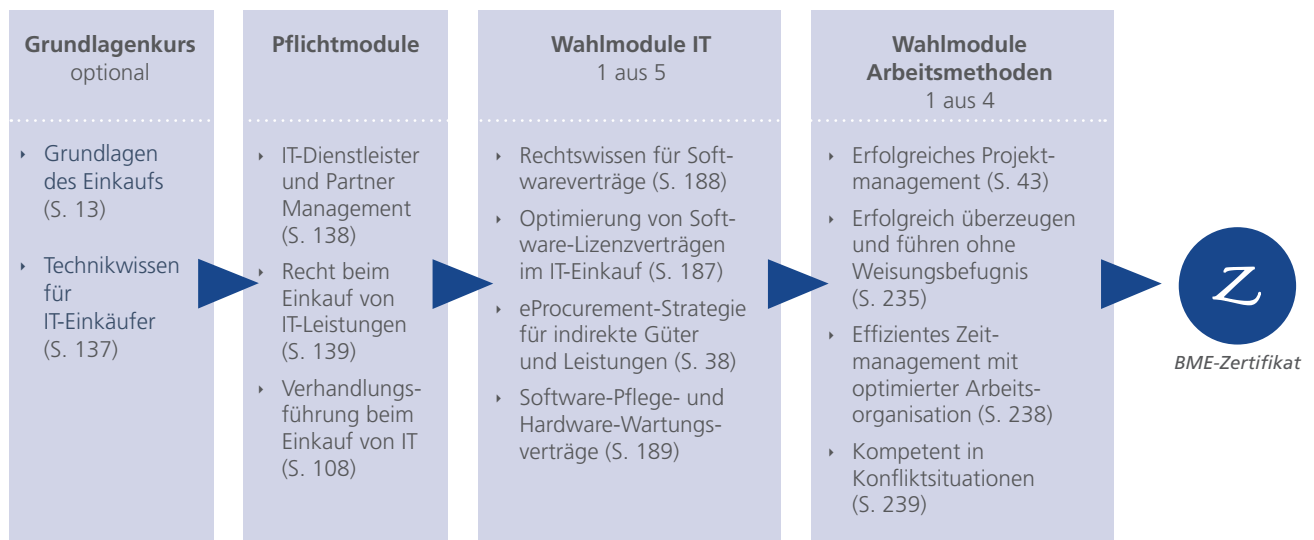 Grundlagenkurs
optional
‣ Grundlagen
des Einkaufs
(S. 13)
‣ Technikwissen
für
IT-Einkäufer
(S. 137)
Pflichtmodule
‣ IT-Dienstleister
und Partner
Management
(S. 138)
‣ Recht beim
Einkauf von
IT-Leistungen
(S. 139)
‣ Verhandlungs-
führung beim
Einkauf von IT
(S. 108)
Wahlmodule IT
1 aus 5
‣ Rechtswissen für Soft-
wareverträge (S. 188)
‣ Optimierung von Soft-
ware-Lizenzverträgen
im IT-Einkauf (S. 187)
‣ eProcurement-Strategie
für indirekte Güter
und Leistungen (S. 38)
‣ Software-Pflege- und
Hardware-Wartungs-
verträge (S. 189)
Wahlmodule
Arbeitsmethoden
1 aus 4
‣ Erfolgreiches Projekt-
management (S. 43)
‣ Erfolgreich überzeugen
und führen ohne
Weisungsbefugnis
(S. 235)
‣ Effizientes Zeit-
management mit
optimierter Arbeits-
organisation (S. 238)
‣ Kompetent in
Konfliktsituationen
(S. 239)
Z
BME-Zertifikat